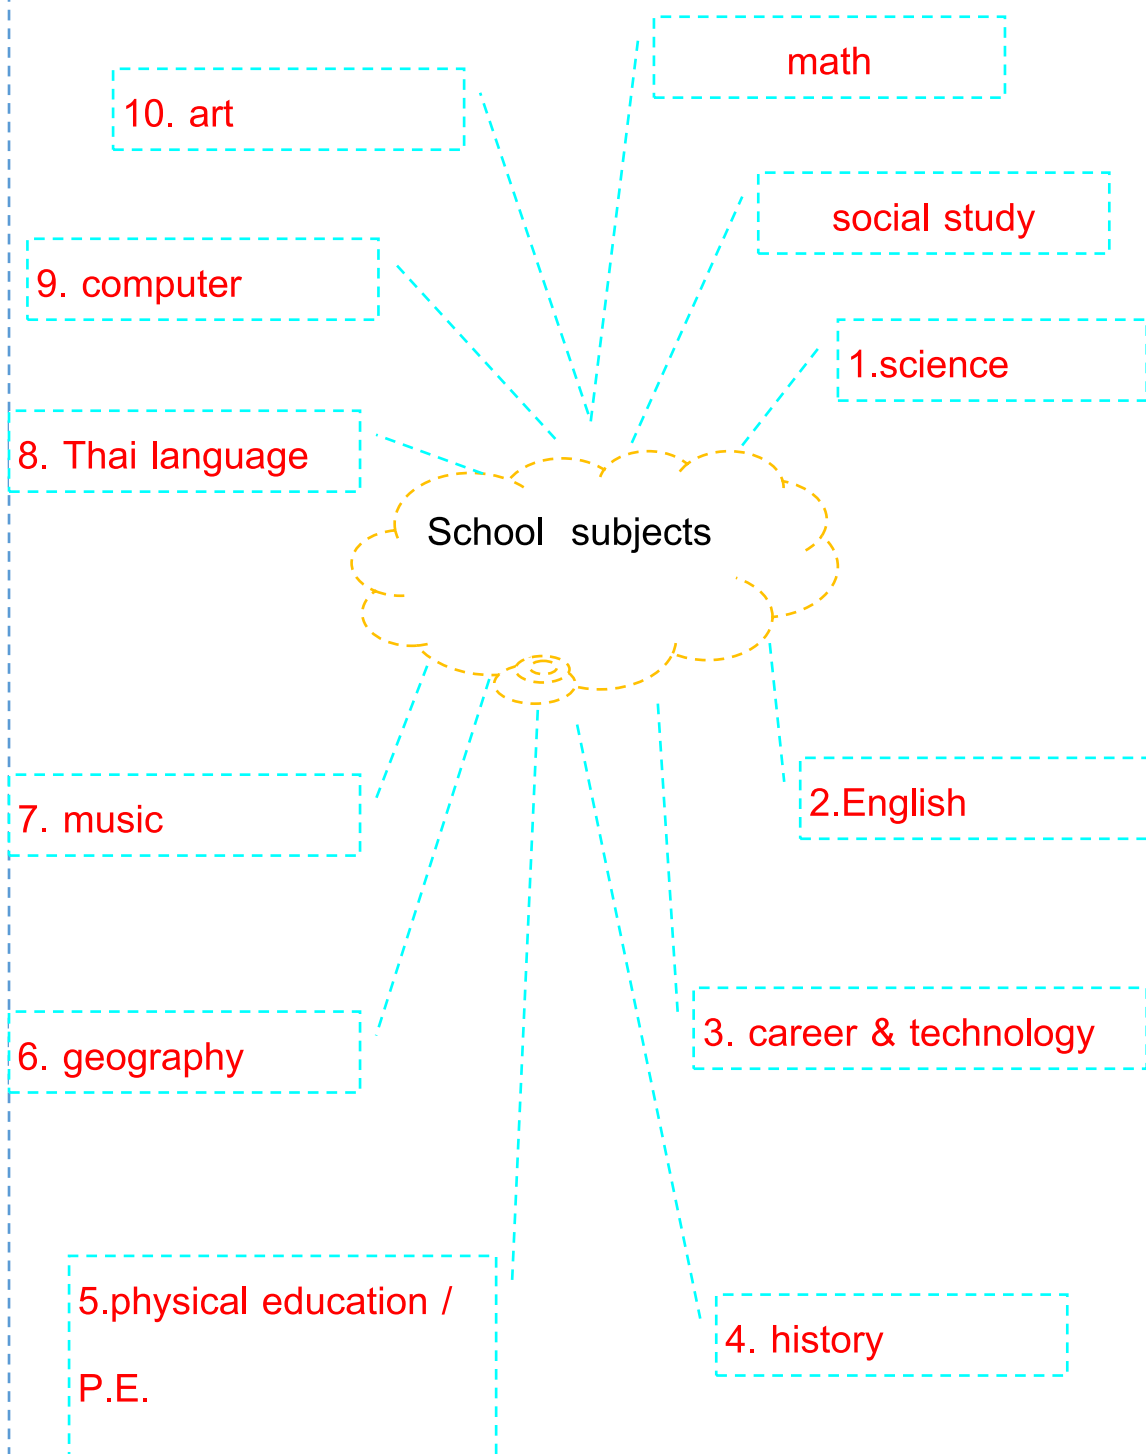 math
10. art
social study
9. computer
1.science
8. Thai language
School subjects
7. music
2.English
3. career & technology
6. geography
5.physical education /
P.E.
4. history